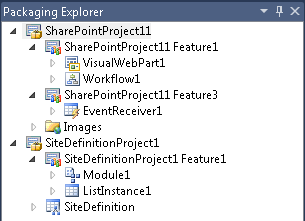 Packaging Explorer
SharePointProject11
SharePointProject11 Feature1
VisualWebPart1
Workflow1
SharePointProject11 Feature3
EventReceiver1
Images
SiteDefinitionProject1
SiteDefinitionProject1 Feature1
Module1
ListInstance1
SiteDefinition